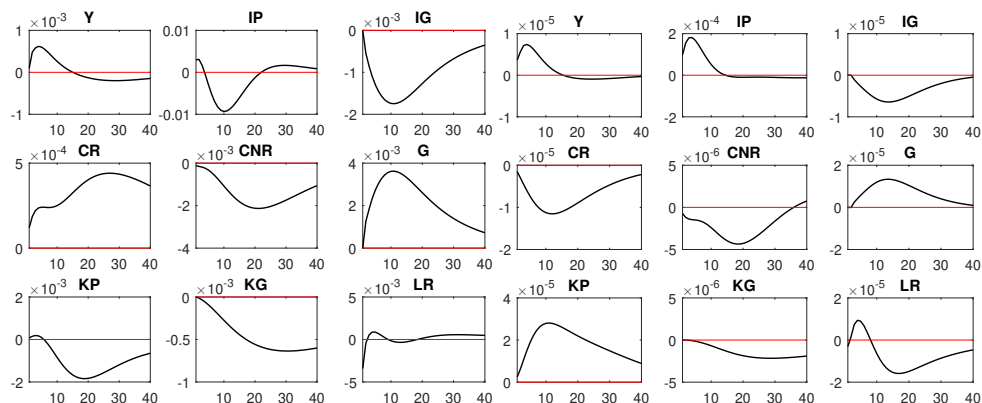 Y IP IG Y IP IG
×10⁻³ ×10⁻³ ×10⁻⁵ ×10⁻⁴ ×10⁻⁵
1 0.01 0 1 2 1
0 0 -1 0 0 0
-1 -0.01 -2 -1 -2 -1
10 20 30 40 10 20 30 40 10 20 30 40 10 20 30 40 10 20 30 40 10 20 30 40
CR CNR G CR CNR G
×10⁻⁴ ×10⁻³ ×10⁻³ ×10⁻⁵ ×10⁻⁶ ×10⁻⁵
5 0 4 0 5 2
-2 2 -1 0 0
0 -4 0 -2 -5 -2
10 20 30 40 10 20 30 40 10 20 30 40 10 20 30 40 10 20 30 40 10 20 30 40
KP KG LR KP KG LR
×10⁻³ ×10⁻³ ×10⁻³ ×10⁻⁵ ×10⁻⁶ ×10⁻⁵
2 0 5 4 5 2
0 -0.5 0 2 0 0
-2 -1 -5 0 -5 -2
10 20 30 40 10 20 30 40 10 20 30 40 10 20 30 40 10 20 30 40 10 20 30 40